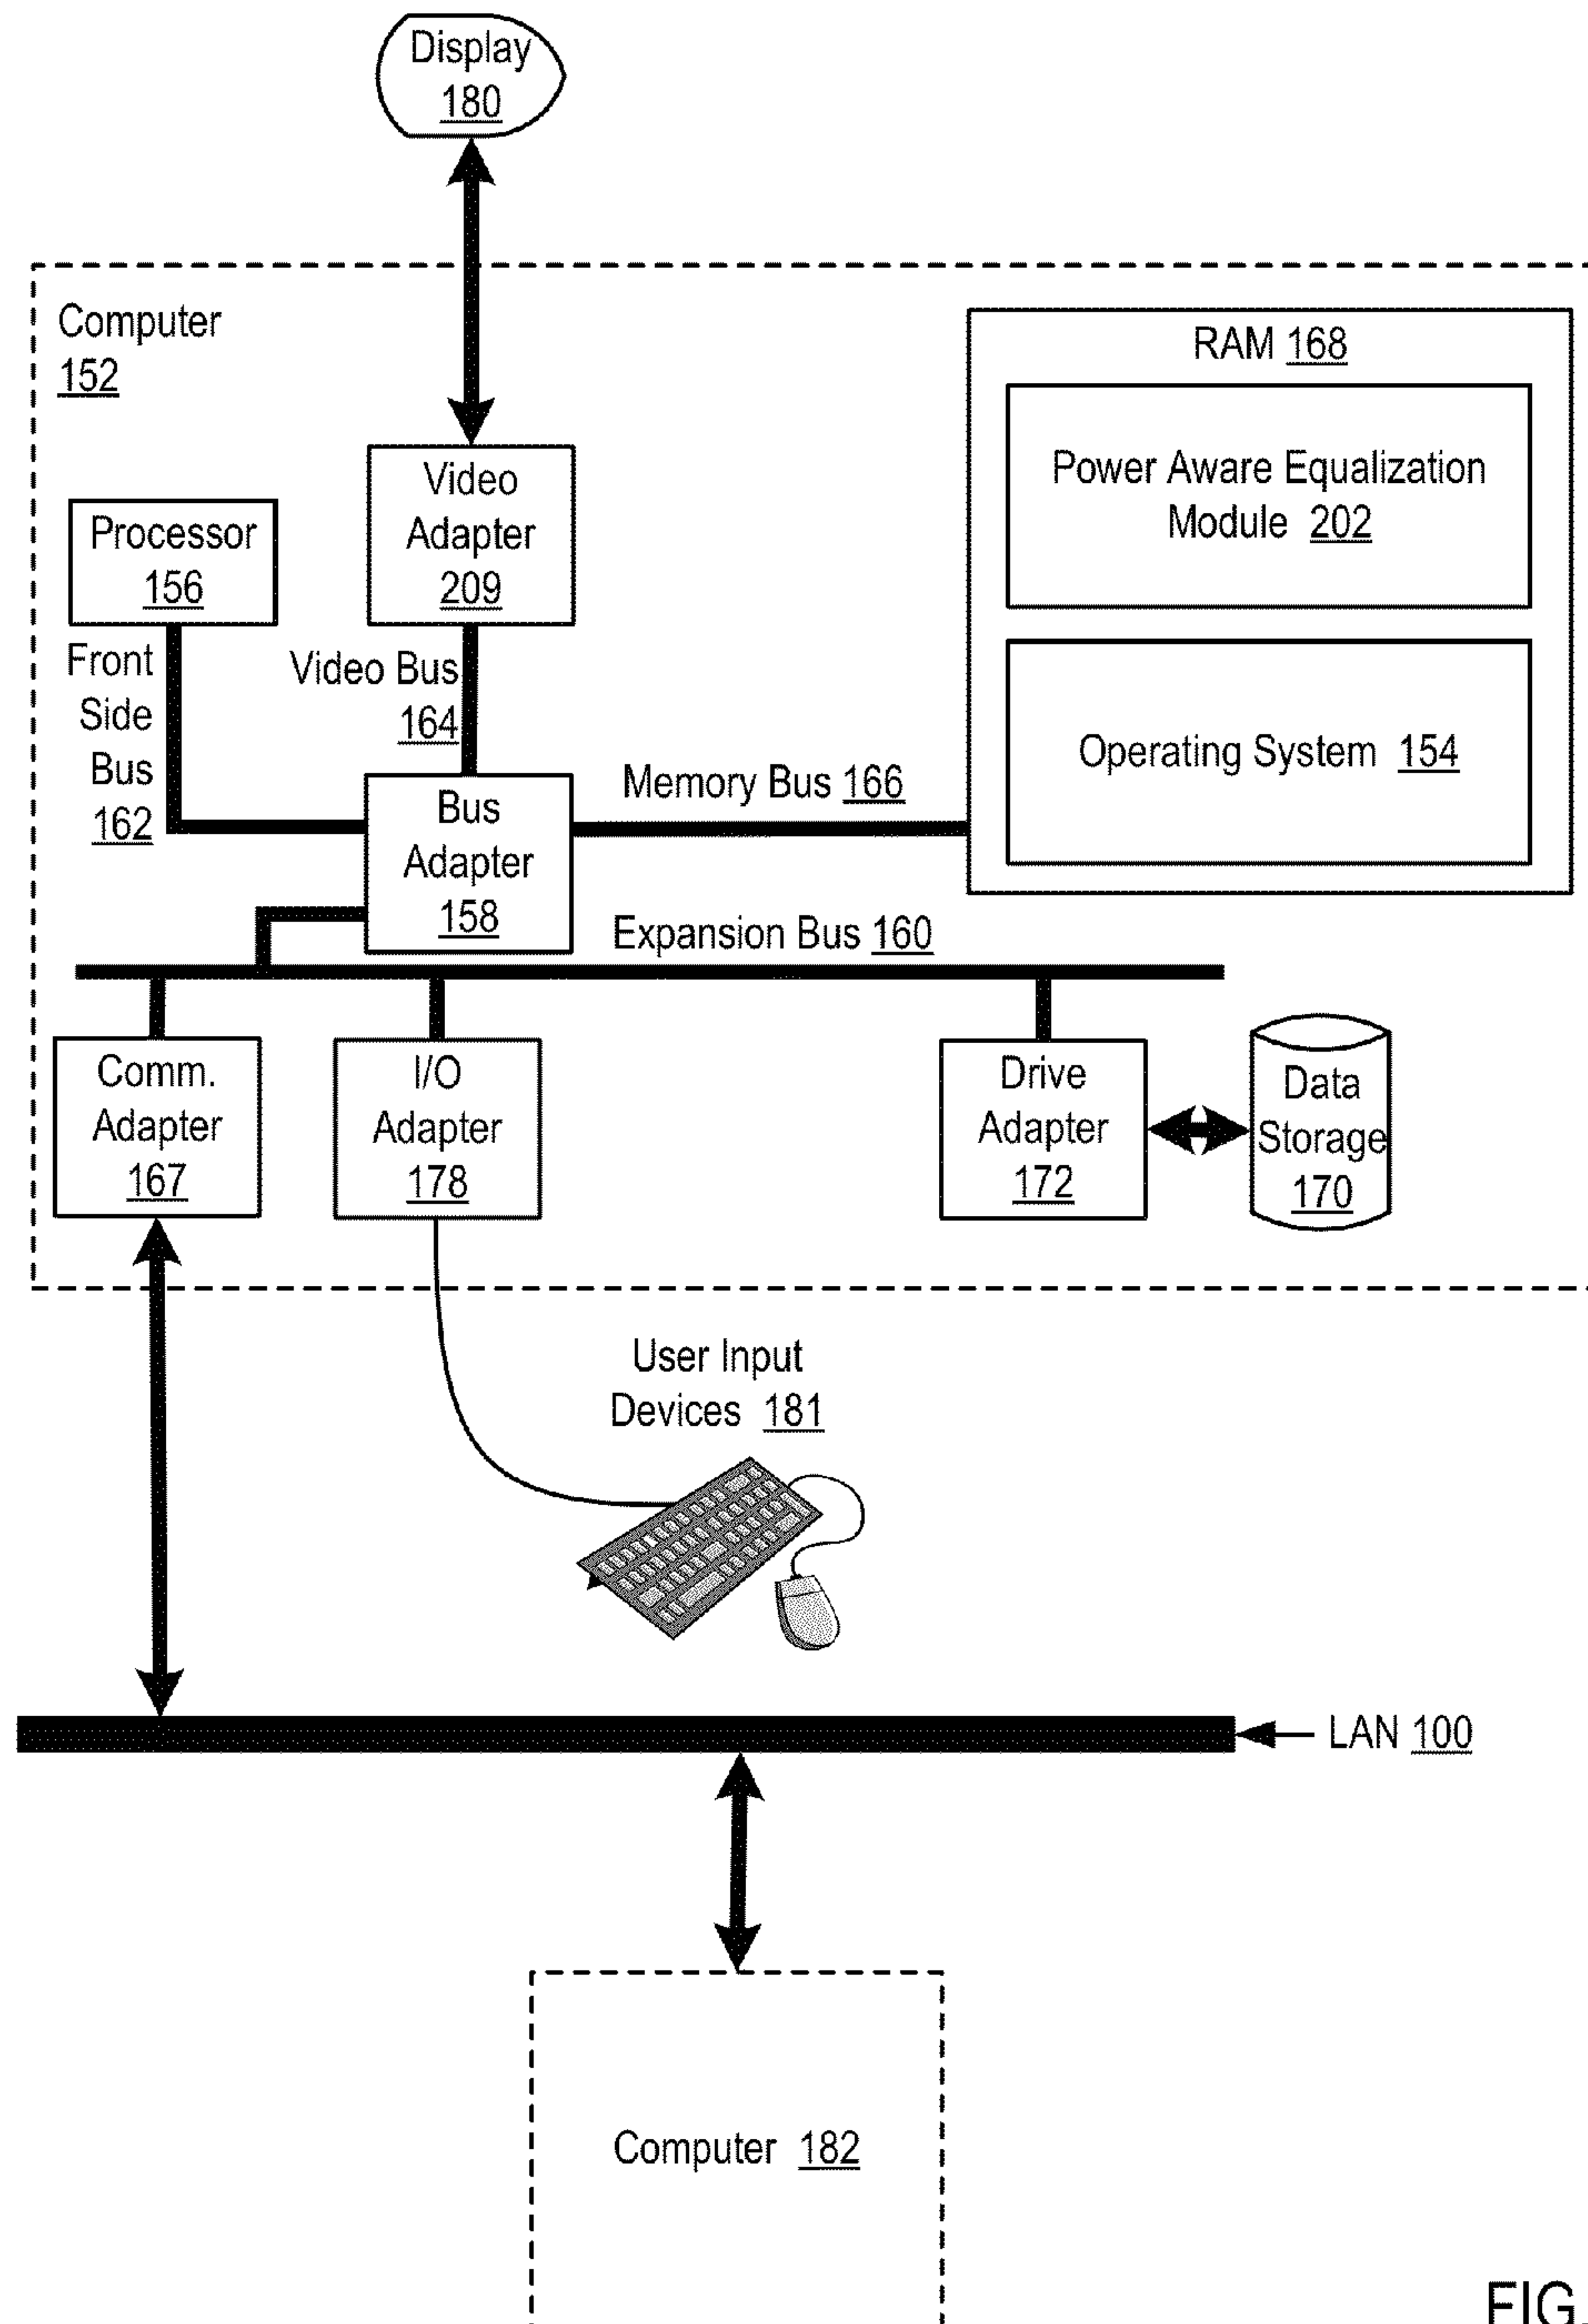 Display
180
Computer
152
RAM 168
Power Aware Equalization
Module 202
Video
Adapter
209
Processor
156
Front
Side
Bus
162
Video Bus
164
Operating System 154
Memory Bus 166
Bus
Adapter
158
Expansion Bus 160
Comm.
Adapter
167
I/O
Adapter
178
Drive
Adapter
172
Data
Storage
170
User Input
Devices 181
LAN 100
Computer 182
FIG.